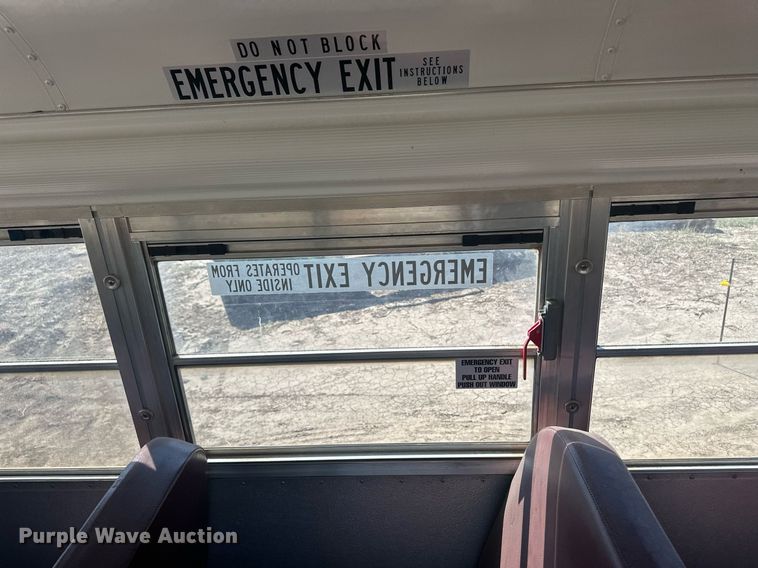 DO NOT BLOCK
EMERGENCY EXIT SEE INSTRUCTIONS BELOW
EMERGENCY EXIT OPERATES FROM INSIDE ONLY
EMERGENCY EXIT
TO OPEN
PULL UP HANDLE
PUSH OUT WINDOW
Purple Wave Auction